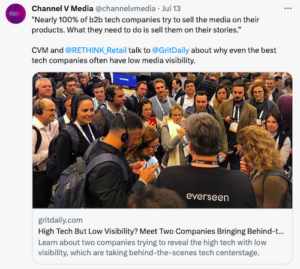 Channel V Media @channelvmedia · Jul 13
"Nearly 100% of b2b tech companies try to sell the media on their
products. What they need to do is sell them on their stories."
CVM and @RETHINK_Retail talk to @GritDaily about why even the best
tech companies often have low media visibility.
everseen
gritdaily.com
High Tech But Low Visibility? Meet Two Companies Bringing Behind-t...
Learn about two companies trying to reveal the high tech with low
visibility, which are taking behind-the-scenes tech centerstage.